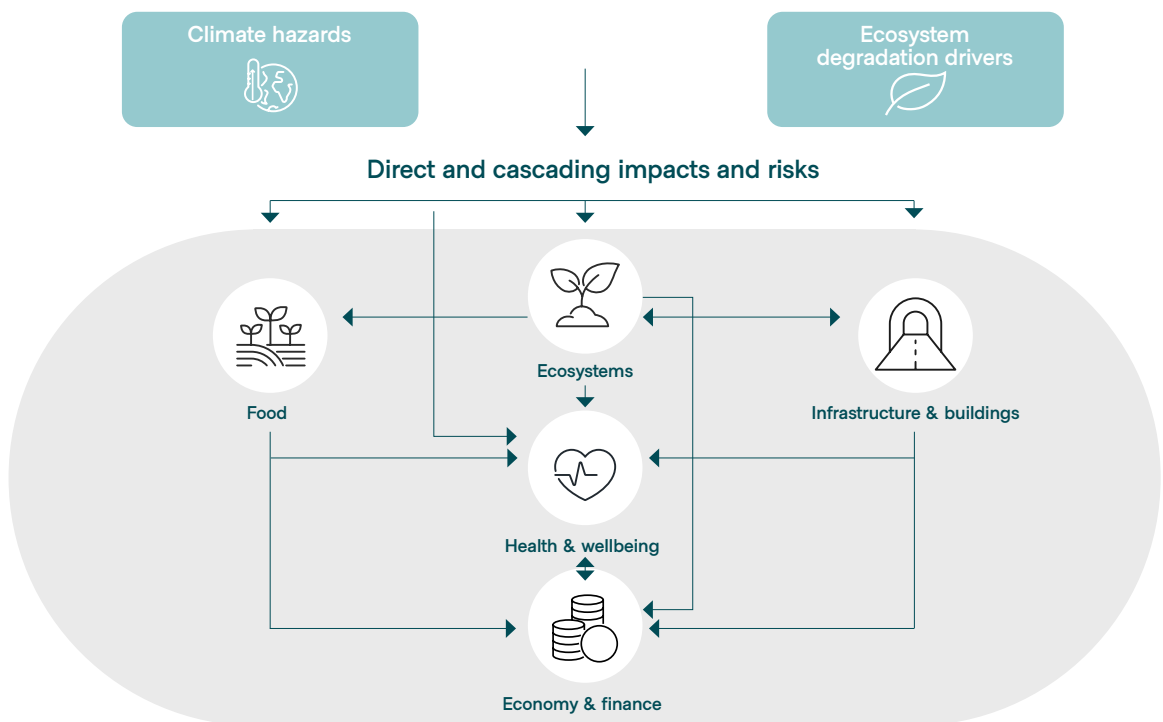 Climate hazards
Ecosystem
degradation drivers
Direct and cascading impacts and risks
Ecosystems
Food
Infrastructure & buildings
Health & wellbeing
Economy & finance